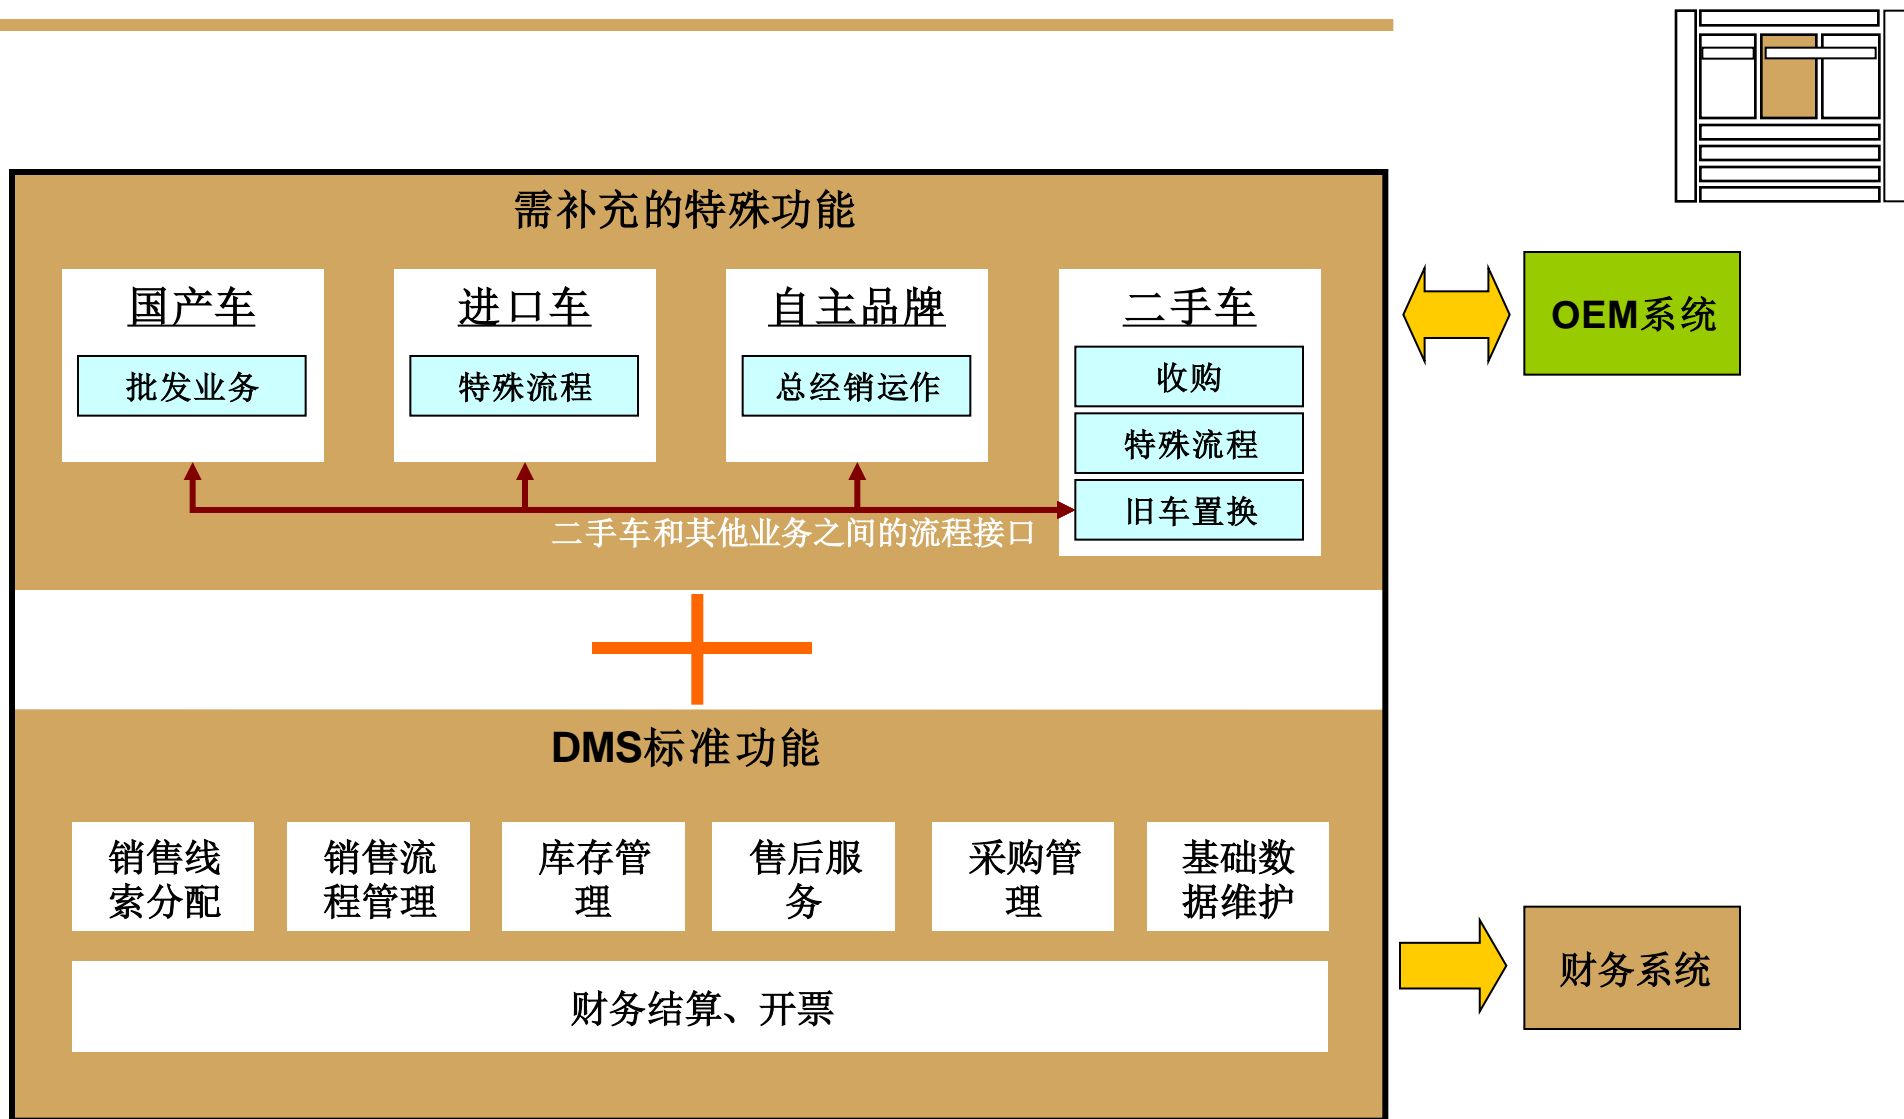 需补充的特殊功能
国产车
批发业务
进口车
特殊流程
自主品牌
总经销运作
二手车
收购
特殊流程
旧车置换
二手车和其他业务之间的流程接口
OEM系统
DMS标准功能
销售线
索分配
销售流
程管理
库存管
理
售后服
务
采购管
理
基础数
据维护
财务结算、开票
财务系统